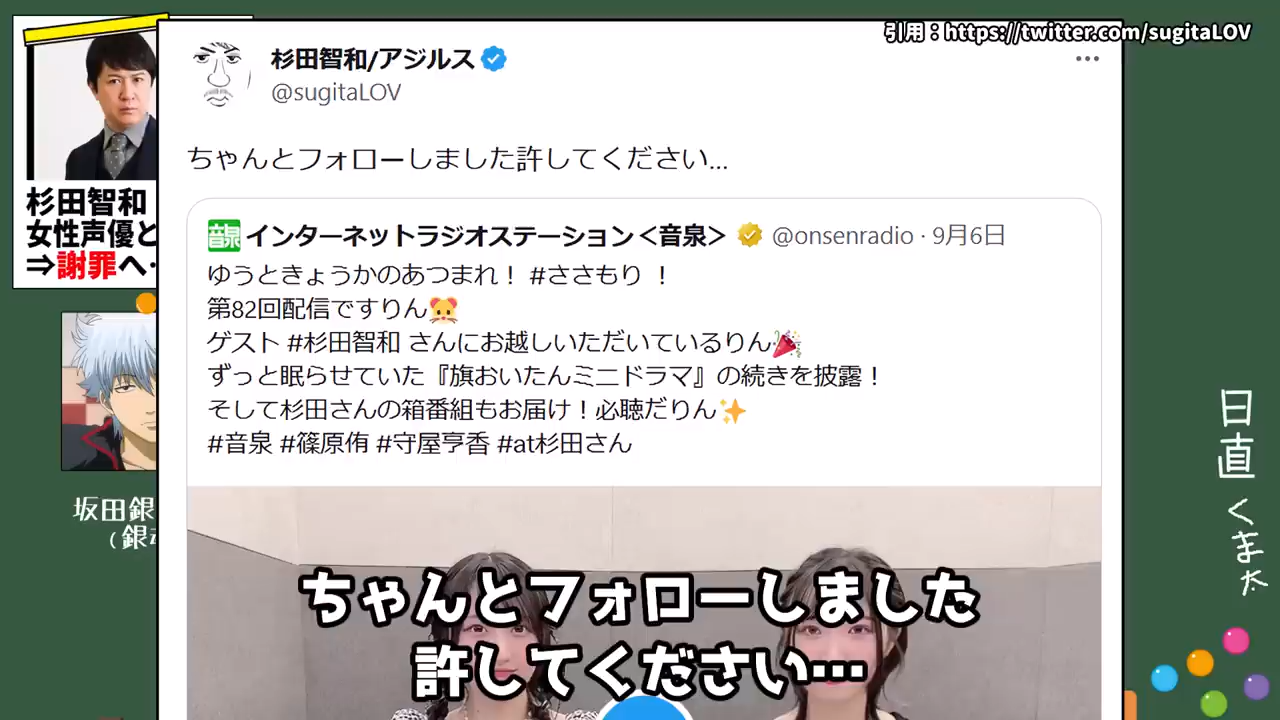 引用：https://twitter.com/sugitaLOV
杉田智和/アジルス
@sugitaLOV
ちゃんとフォローしました許してください...
音泉 インターネットラジオステーション＜音泉＞ @onsenradio · 9月6日
ゆうときょうかのあつまれ！ #ささもり ！
第82回配信ですりん🐹
ゲスト #杉田智和 さんにお越しいただいているりん🎉
ずっと眠らせていた『旗おいたんミニドラマ』の続きを披露！
そして杉田さんの箱番組もお届け！必聴だりん✨
#音泉 #篠原侑 #守屋亨香 #at杉田さん
杉田智和
女性声優と
⇒謝罪へ
坂田銀
（銀
ちゃんとフォローしました
許してください…
日直 くま太